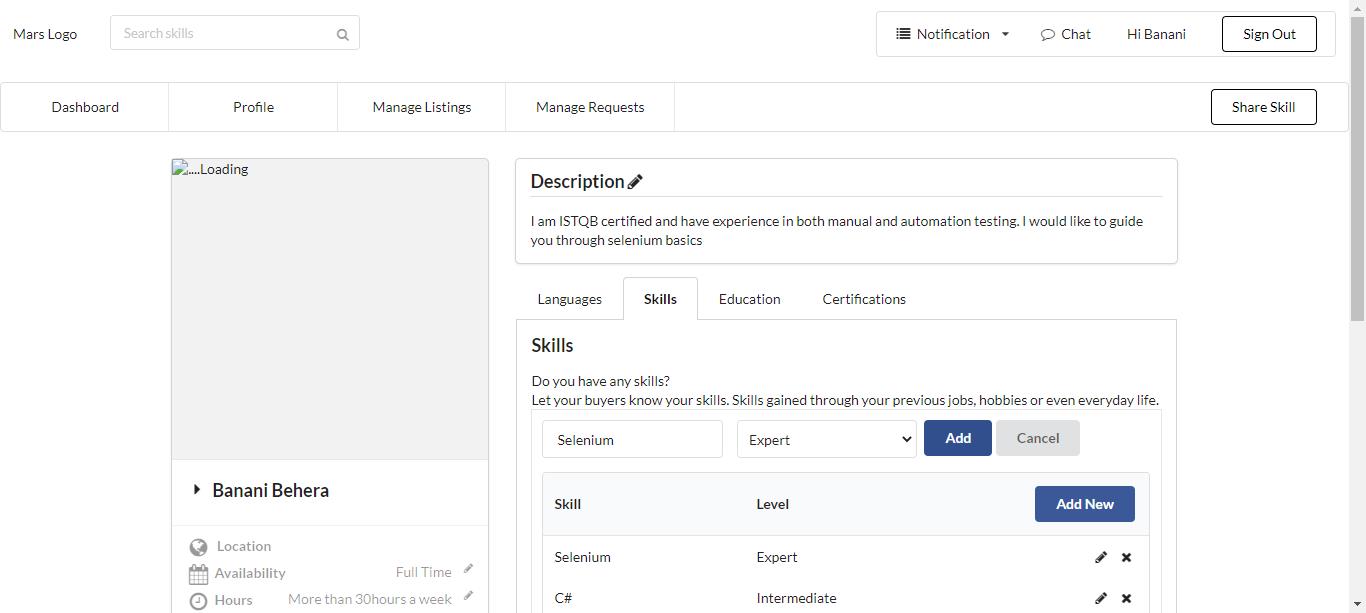 Mars Logo
Search skills
Notification
Chat
Hi Banani
Sign Out
Dashboard
Profile
Manage Listings
Manage Requests
Share Skill
....Loading
Description
I am ISTQB certified and have experience in both manual and automation testing. I would like to guide
you through selenium basics
Languages
Skills
Education
Certifications
Skills
Do you have any skills?
Let your buyers know your skills. Skills gained through your previous jobs, hobbies or even everyday life.
Selenium
Expert
Add
Cancel
Skill
Level
Add New
Selenium
Expert
C#
Intermediate
Banani Behera
Location
Availability
Full Time
Hours
More than 30hours a week